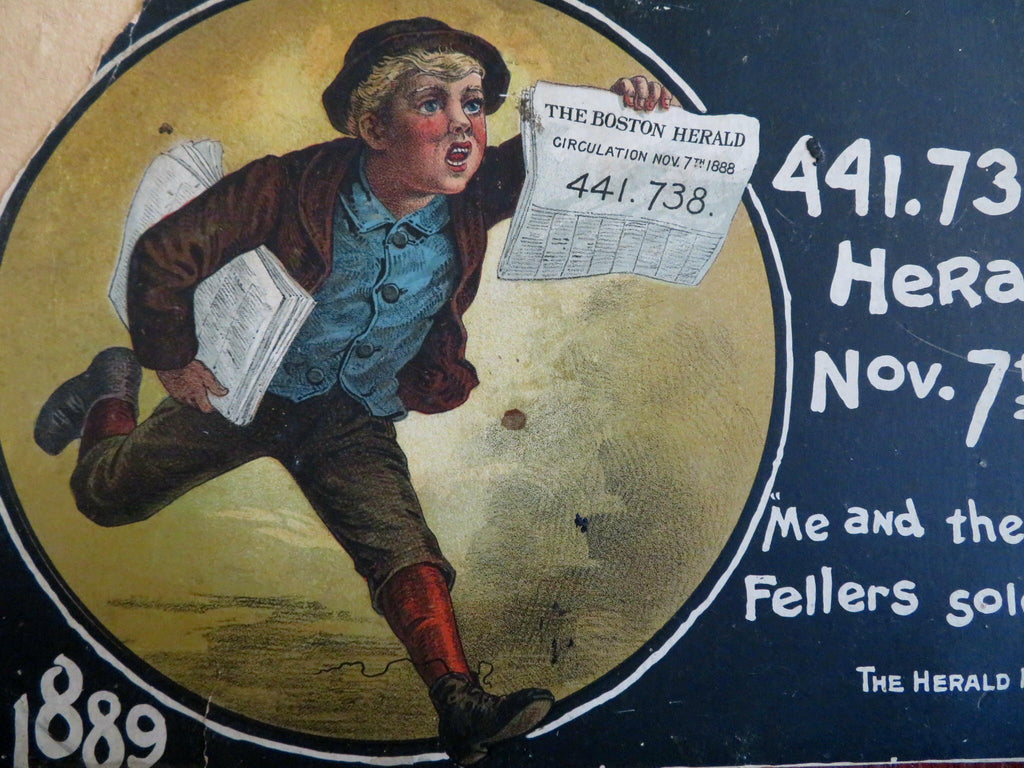 THE BOSTON HERALD
CIRCULATION NOV. 7TH 1888
441.738.
441.73
HeRa
Nov. 7t
"Me and the
Fellers sol
THE HERALD
1889